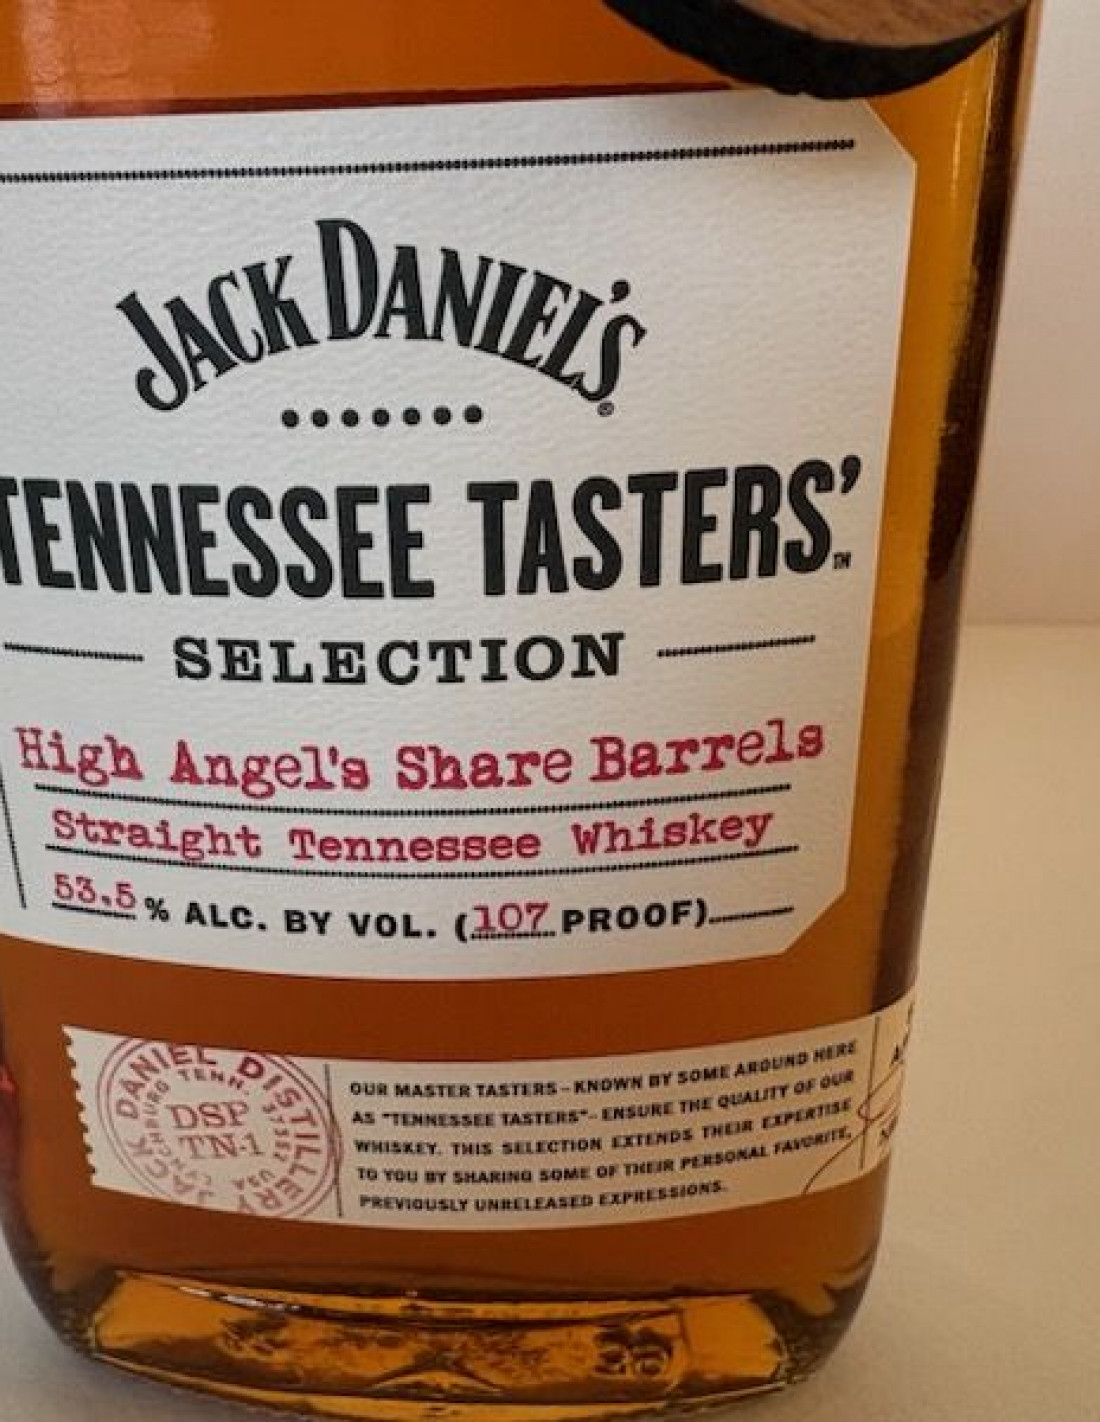 JACK DANIEL'S®
TENNESSEE TASTERS'™
SELECTION
High Angel's Share Barrels
Straight Tennessee Whiskey
53.5 % ALC. BY VOL. (107 PROOF)
JACK DANIEL DISTILLERY
LYNCHBURG TENN. 37352 USA
DSP
TN-1
OUR MASTER TASTERS – KNOWN BY SOME AROUND HERE
AS "TENNESSEE TASTERS" – ENSURE THE QUALITY OF OUR
WHISKEY. THIS SELECTION EXTENDS THEIR EXPERTISE
TO YOU BY SHARING SOME OF THEIR PERSONAL FAVORITE,
PREVIOUSLY UNRELEASED EXPRESSIONS.